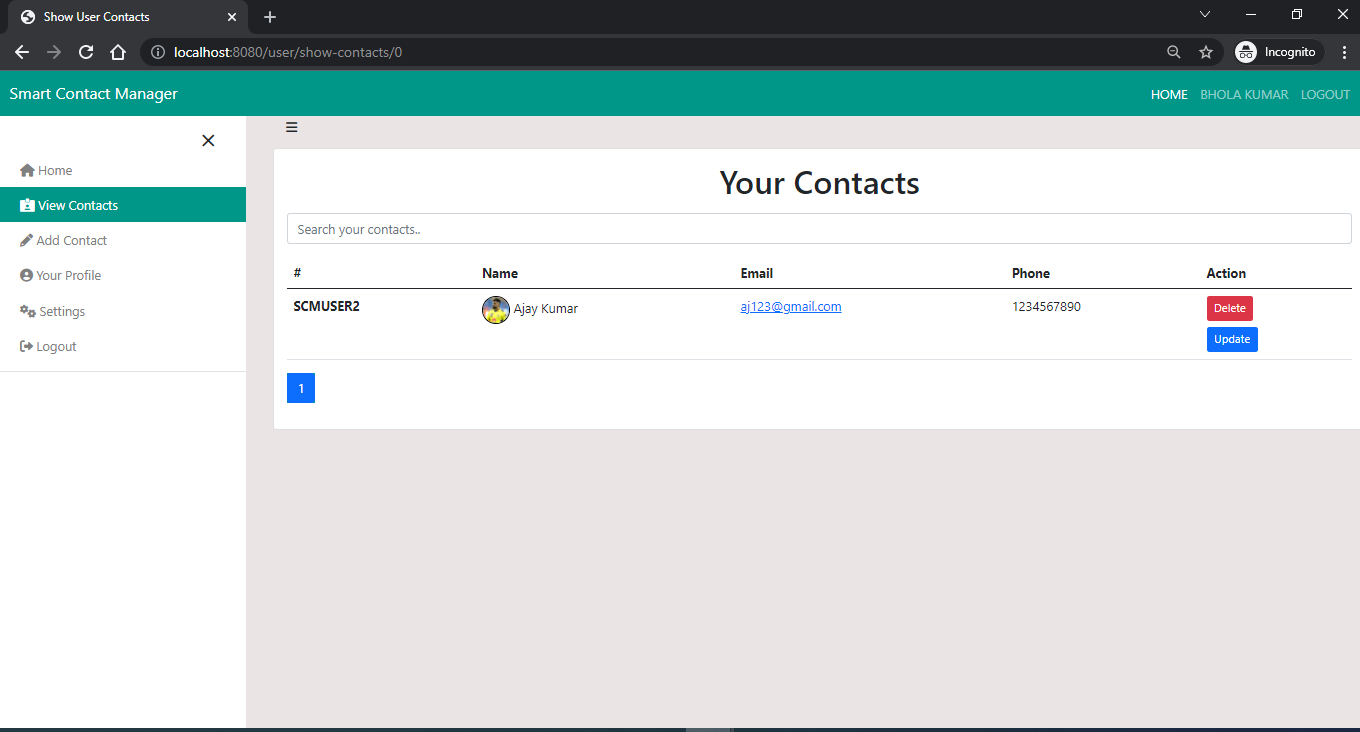 Show User Contacts
localhost:8080/user/show-contacts/0
Incognito
Smart Contact Manager
HOME BHOLA KUMAR LOGOUT
Home
View Contacts
Add Contact
Your Profile
Settings
Logout
Your Contacts
Search your contacts..
# Name Email Phone Action
SCMUSER2 Ajay Kumar aj123@gmail.com 1234567890 Delete
Update
1